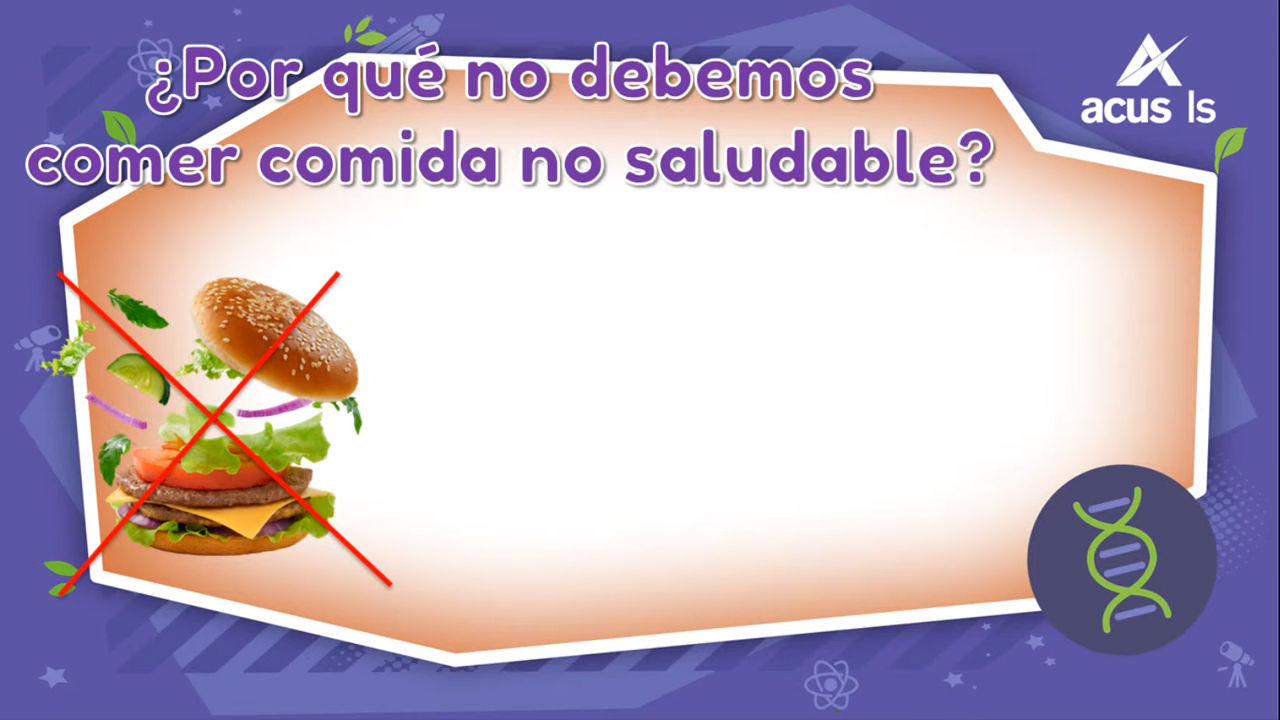 ¿Por qué no debemos
comer comida no saludable?
acus ls